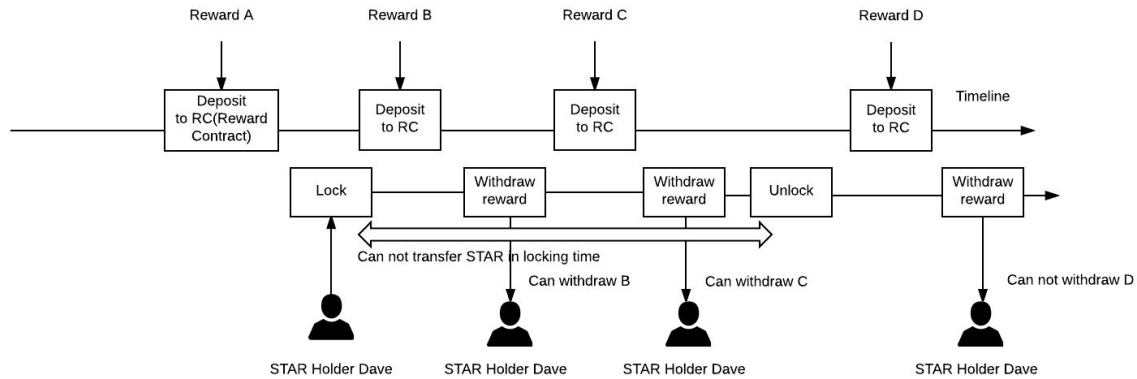 Reward A
Reward B
Reward C
Reward D
Deposit
to RC(Reward
Contract)
Deposit
to RC
Deposit
to RC
Deposit
to RC
Timeline
Lock
Withdraw
reward
Withdraw
reward
Unlock
Withdraw
reward
Can not transfer STAR in locking time
Can withdraw B
Can withdraw C
Can not withdraw D
STAR Holder Dave
STAR Holder Dave
STAR Holder Dave
STAR Holder Dave